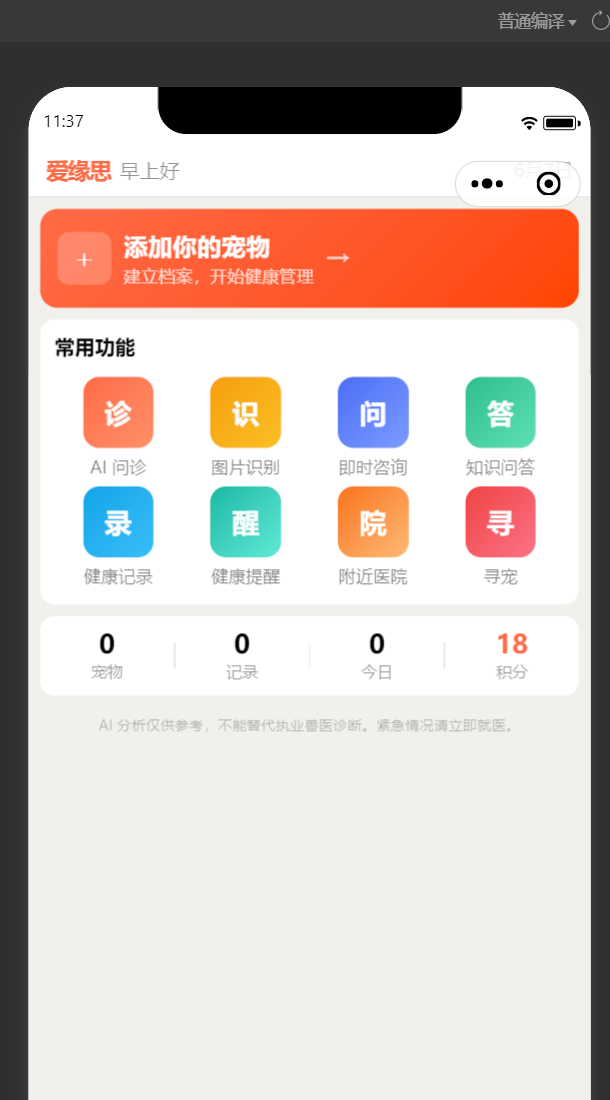 普通编译
11:37
爱缘思 早上好 6月7日
添加你的宠物
建立档案，开始健康管理
→
常用功能
诊 识 问 答
AI 问诊 图片识别 即时咨询 知识问答
录 醒 院 寻
健康记录 健康提醒 附近医院 寻宠
0 0 0 18
宠物 记录 今日 积分
AI 分析仅供参考，不能替代执业兽医诊断。紧急情况请立即就医。